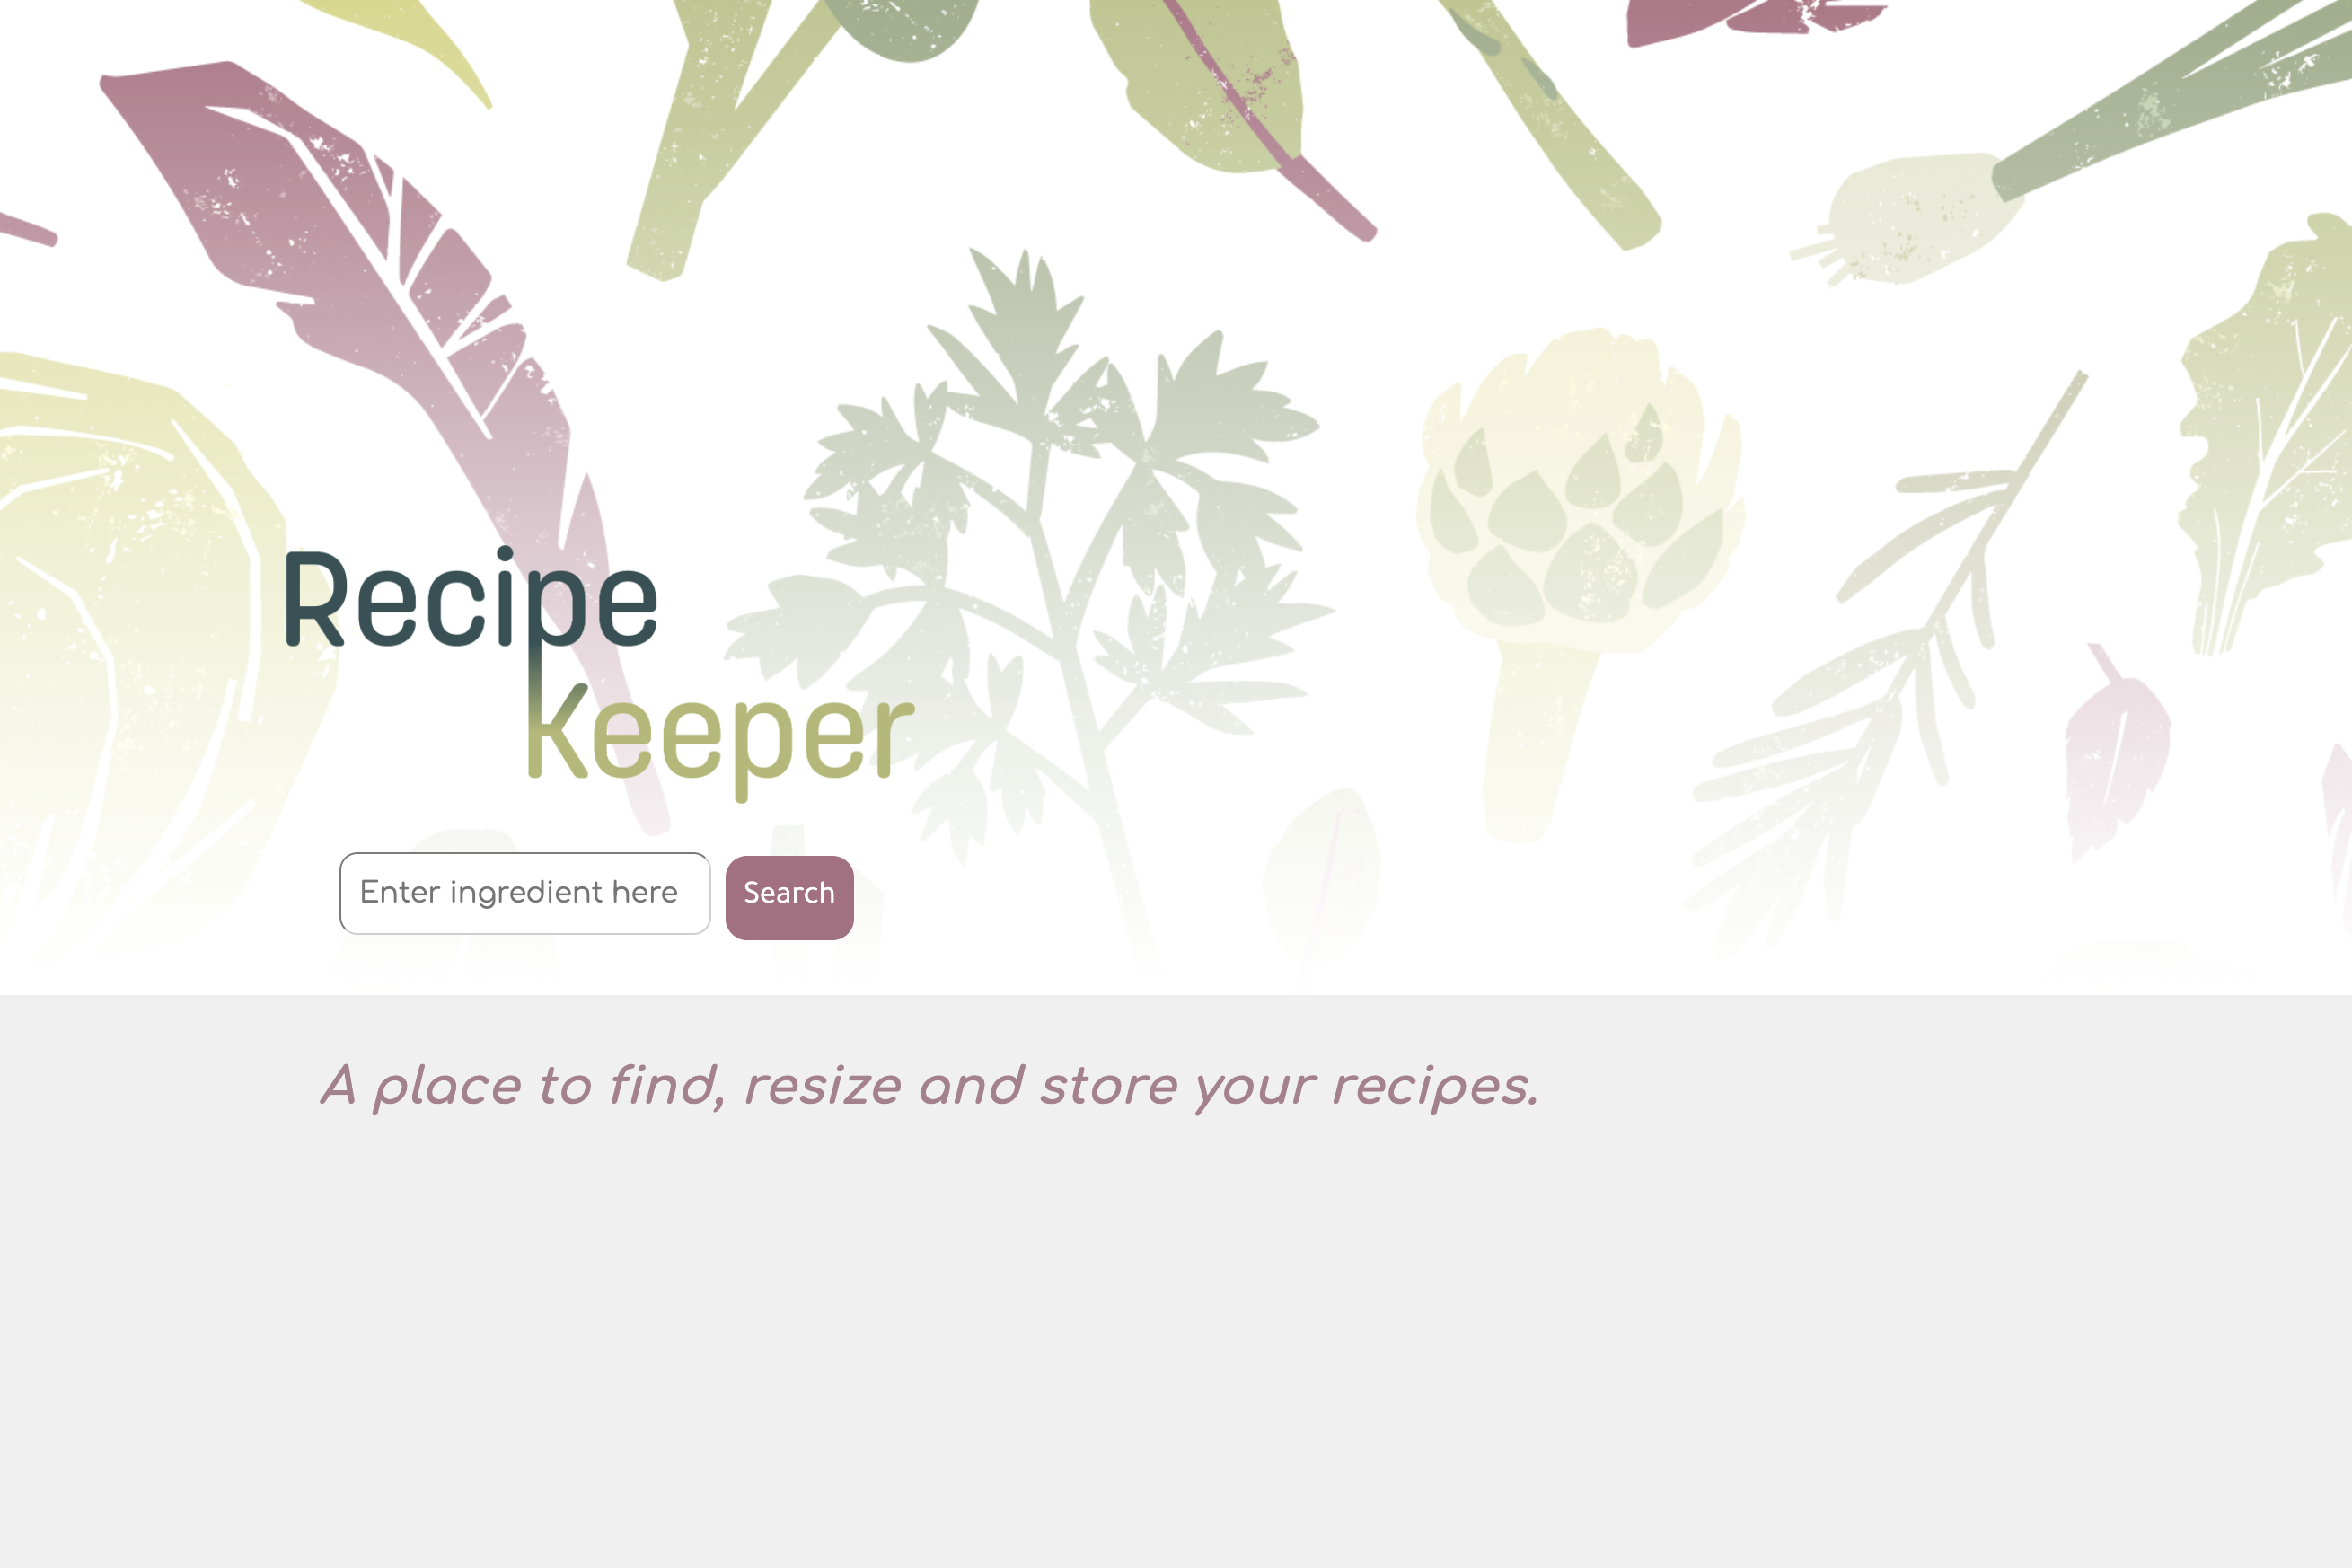 Recipe
keeper
Enter ingredient here
Search
A place to find, resize and store your recipes.